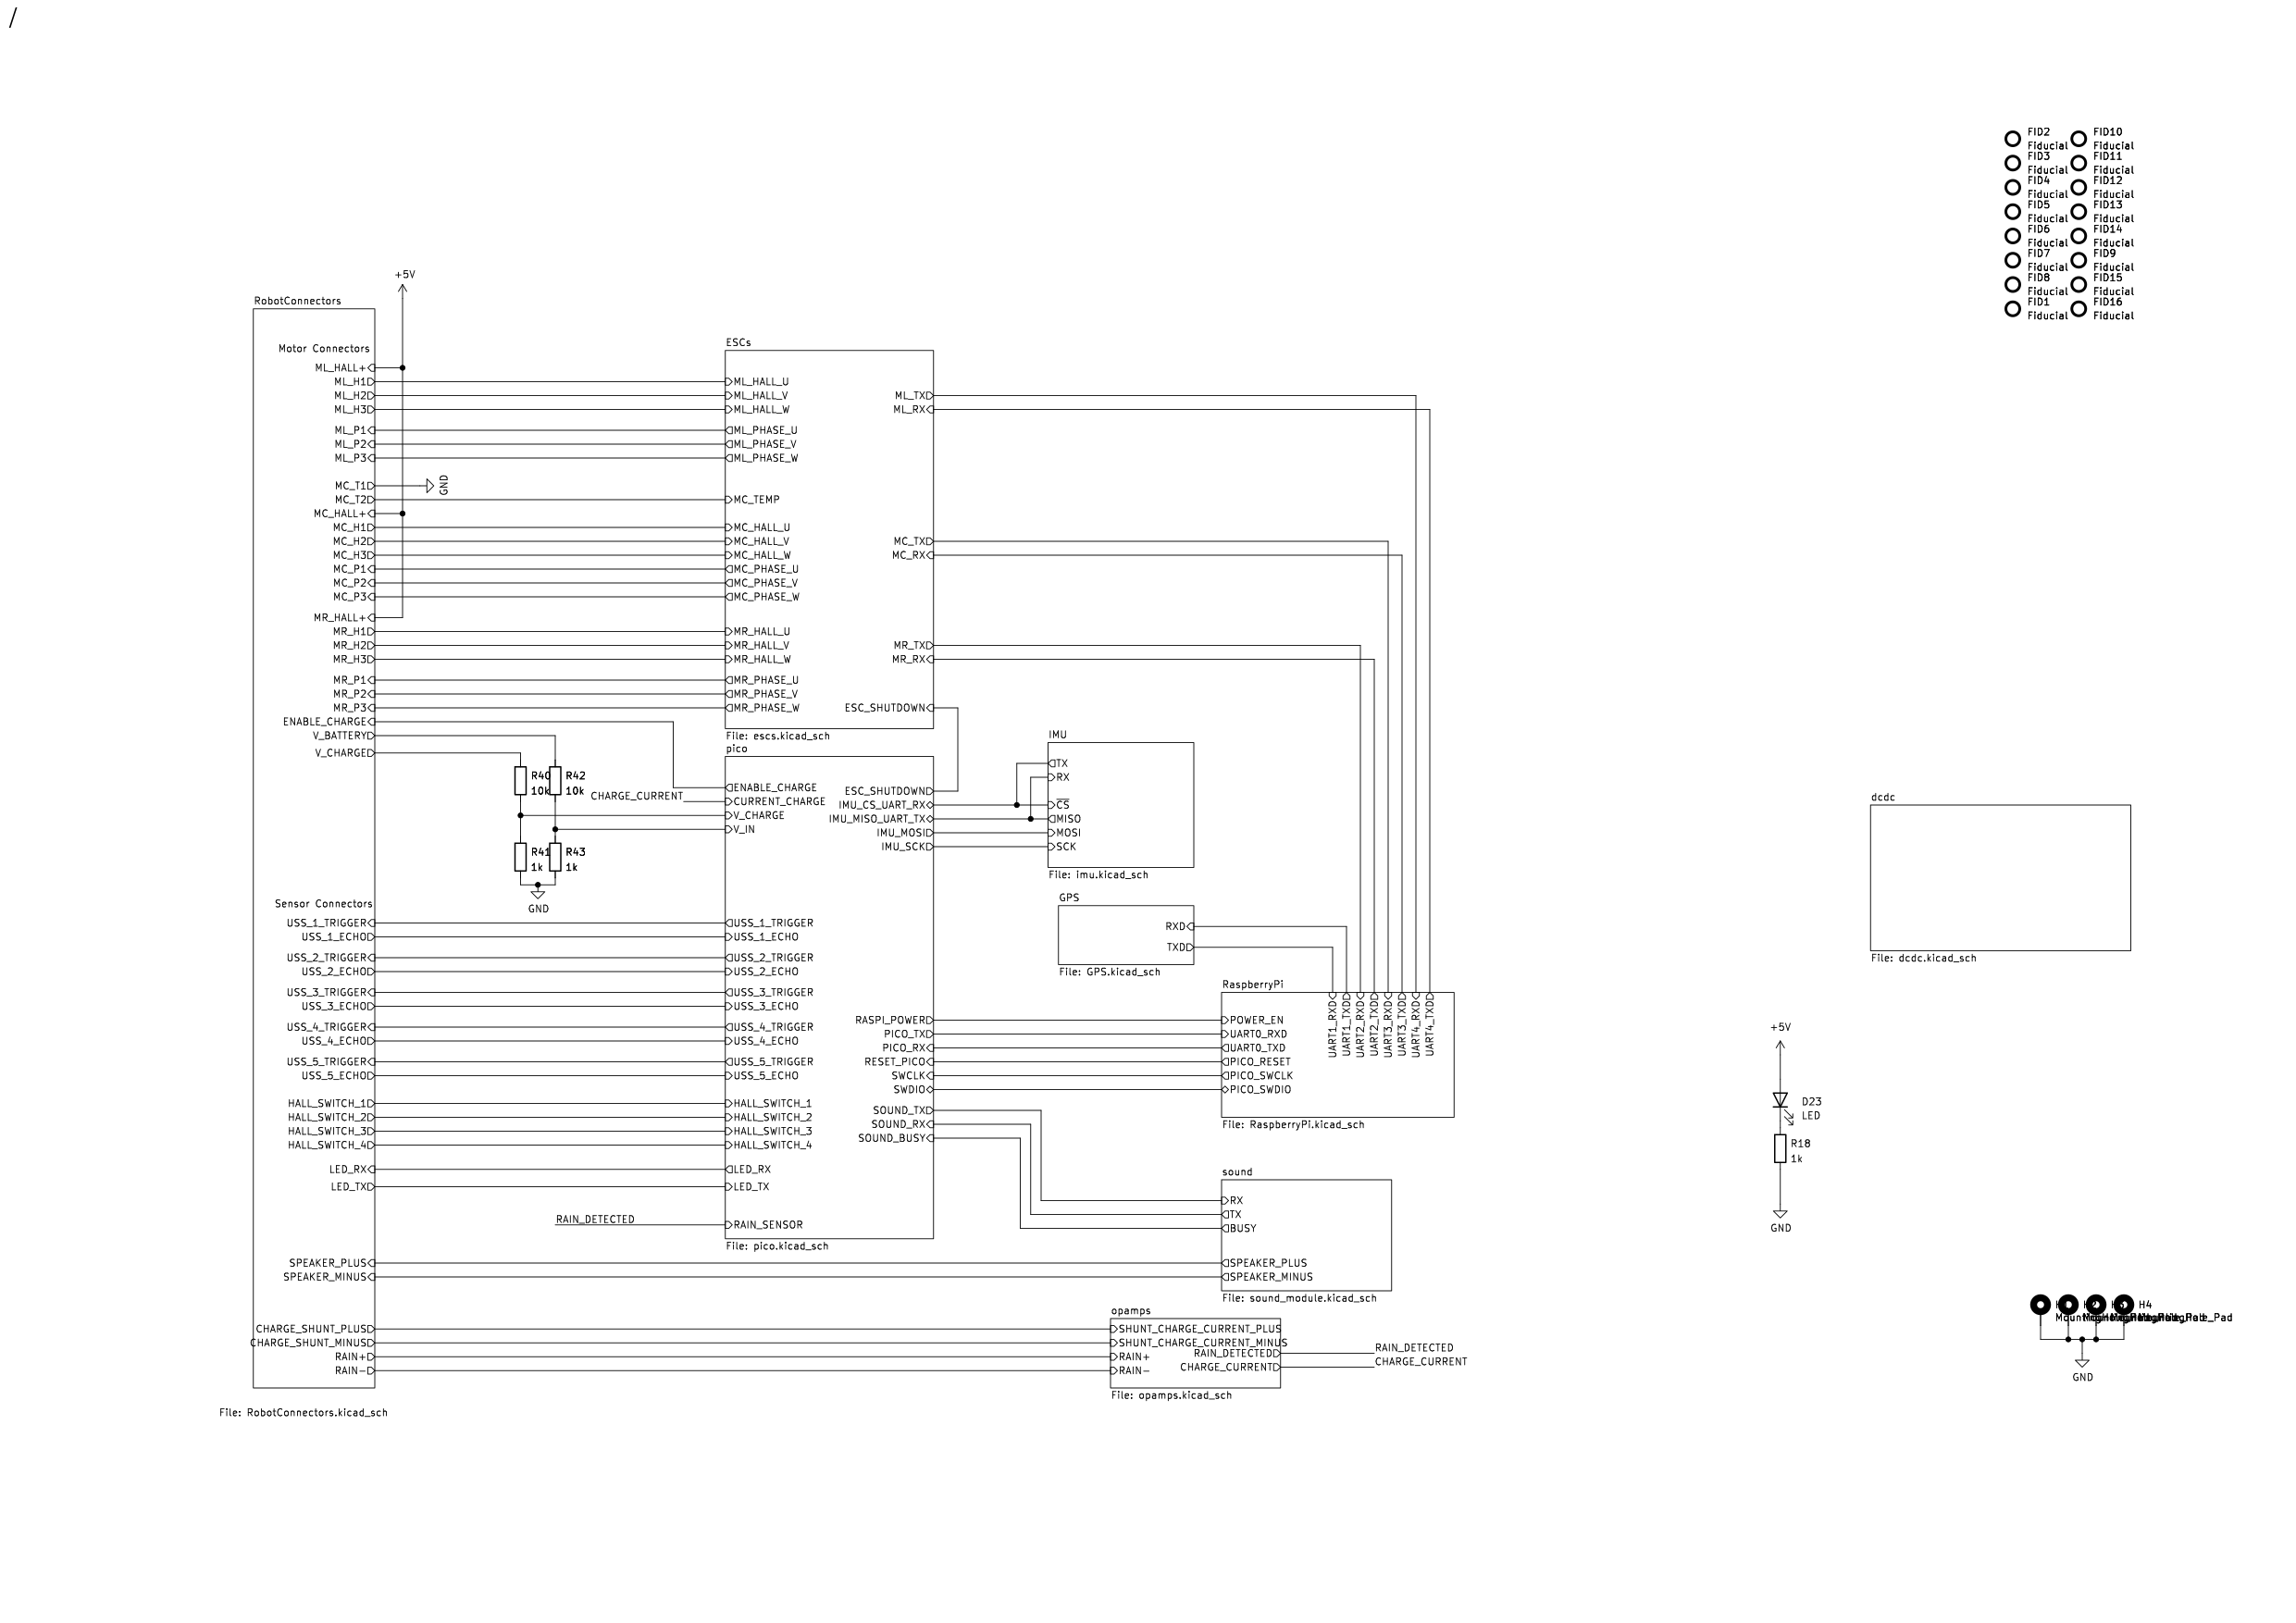 /
RobotConnectors
+5V
Motor Connectors
ML_HALL+
ML_H1
ML_H2
ML_H3
ML_P1
ML_P2
ML_P3
MC_T1
GND
MC_T2
MC_HALL+
MC_H1
MC_H2
MC_H3
MC_P1
MC_P2
MC_P3
MR_HALL+
MR_H1
MR_H2
MR_H3
MR_P1
MR_P2
MR_P3
ENABLE_CHARGE
V_BATTERY
V_CHARGE
Sensor Connectors
USS_1_TRIGGER
USS_1_ECHO
USS_2_TRIGGER
USS_2_ECHO
USS_3_TRIGGER
USS_3_ECHO
USS_4_TRIGGER
USS_4_ECHO
USS_5_TRIGGER
USS_5_ECHO
HALL_SWITCH_1
HALL_SWITCH_2
HALL_SWITCH_3
HALL_SWITCH_4
LED_RX
LED_TX
SPEAKER_PLUS
SPEAKER_MINUS
CHARGE_SHUNT_PLUS
CHARGE_SHUNT_MINUS
RAIN+
RAIN-
File: RobotConnectors.kicad_sch
R40
10k
R42
10k
R41
1k
R43
1k
GND
CHARGE_CURRENT
RAIN_DETECTED
ESCs
ML_HALL_U
ML_HALL_V
ML_HALL_W
ML_PHASE_U
ML_PHASE_V
ML_PHASE_W
MC_TEMP
MC_HALL_U
MC_HALL_V
MC_HALL_W
MC_PHASE_U
MC_PHASE_V
MC_PHASE_W
MR_HALL_U
MR_HALL_V
MR_HALL_W
MR_PHASE_U
MR_PHASE_V
MR_PHASE_W
ML_TX
ML_RX
MC_TX
MC_RX
MR_TX
MR_RX
ESC_SHUTDOWN
File: escs.kicad_sch
pico
ENABLE_CHARGE
CURRENT_CHARGE
V_CHARGE
V_IN
USS_1_TRIGGER
USS_1_ECHO
USS_2_TRIGGER
USS_2_ECHO
USS_3_TRIGGER
USS_3_ECHO
USS_4_TRIGGER
USS_4_ECHO
USS_5_TRIGGER
USS_5_ECHO
HALL_SWITCH_1
HALL_SWITCH_2
HALL_SWITCH_3
HALL_SWITCH_4
LED_RX
LED_TX
RAIN_SENSOR
ESC_SHUTDOWN
IMU_CS_UART_RX
IMU_MISO_UART_TX
IMU_MOSI
IMU_SCK
RASPI_POWER
PICO_TX
PICO_RX
RESET_PICO
SWCLK
SWDIO
SOUND_TX
SOUND_RX
SOUND_BUSY
File: pico.kicad_sch
IMU
TX
RX
CS
MISO
MOSI
SCK
File: imu.kicad_sch
GPS
RXD
TXD
File: GPS.kicad_sch
RaspberryPi
POWER_EN
UART0_RXD
UART0_TXD
PICO_RESET
PICO_SWCLK
PICO_SWDIO
UART1_RXD
UART1_TXD
UART2_RXD
UART2_TXD
UART3_RXD
UART3_TXD
UART4_RXD
UART4_TXD
File: RaspberryPi.kicad_sch
sound
RX
TX
BUSY
SPEAKER_PLUS
SPEAKER_MINUS
File: sound_module.kicad_sch
opamps
SHUNT_CHARGE_CURRENT_PLUS
SHUNT_CHARGE_CURRENT_MINUS
RAIN+
RAIN-
RAIN_DETECTED
CHARGE_CURRENT
File: opamps.kicad_sch
RAIN_DETECTED
CHARGE_CURRENT
FID2
Fiducial
FID3
Fiducial
FID4
Fiducial
FID5
Fiducial
FID6
Fiducial
FID7
Fiducial
FID8
Fiducial
FID1
Fiducial
FID10
Fiducial
FID11
Fiducial
FID12
Fiducial
FID13
Fiducial
FID14
Fiducial
FID9
Fiducial
FID15
Fiducial
FID16
Fiducial
dcdc
File: dcdc.kicad_sch
+5V
D23
LED
R18
1k
GND
H4
GND